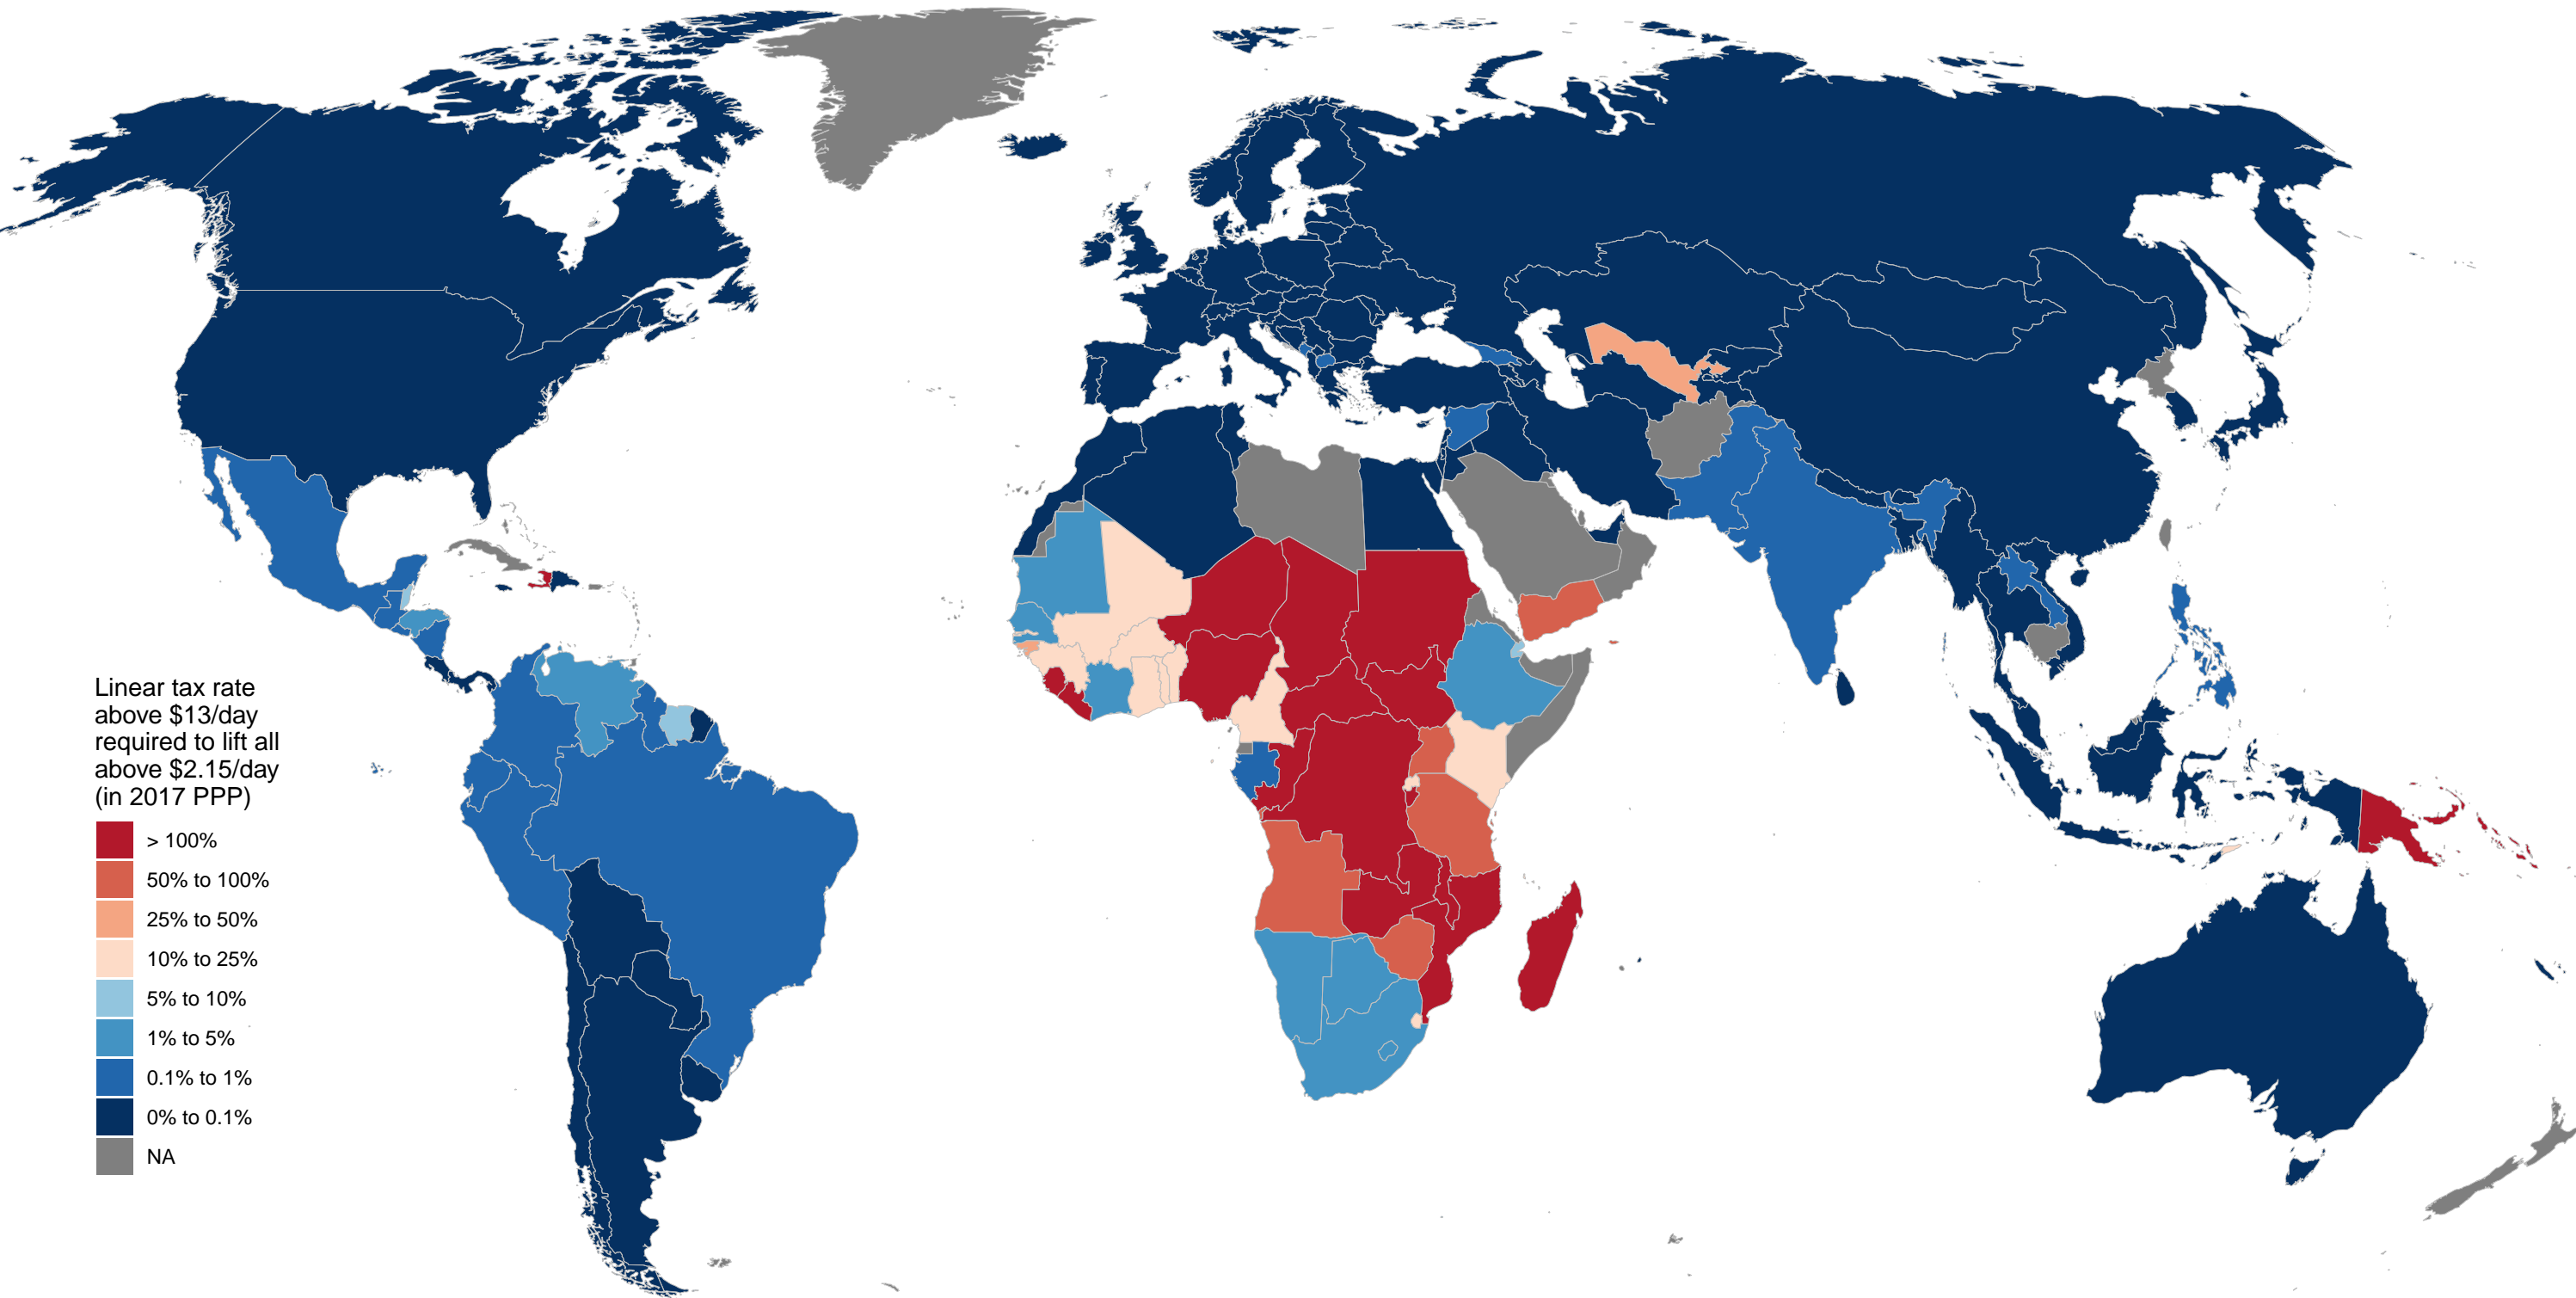 Linear tax rate
above $13/day
required to lift all
above $2.15/day
(in 2017 PPP)
> 100%
50% to 100%
25% to 50%
10% to 25%
5% to 10%
1% to 5%
0.1% to 1%
0% to 0.1%
NA